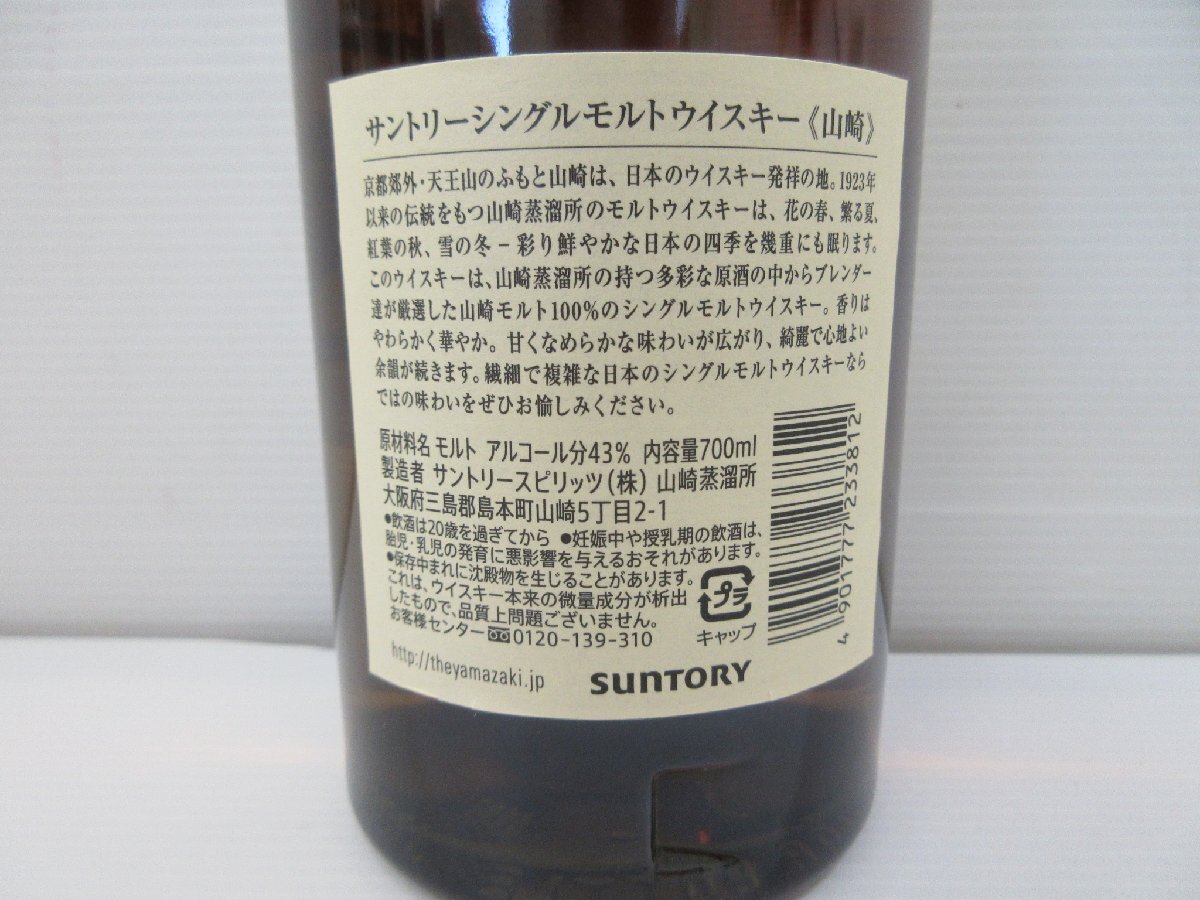 サントリーシングルモルトウイスキー《山崎》
京都郊外・天王山のふもと山崎は、日本のウイスキー発祥の地。1923年
以来の伝統をもつ山崎蒸溜所のモルトウイスキーは、花の春、繁る夏、
紅葉の秋、雪の冬－彩り鮮やかな日本の四季を幾重にも眠ります。
このウイスキーは、山崎蒸溜所の持つ多彩な原酒の中からブレンダー
達が厳選した山崎モルト100％のシングルモルトウイスキー。香りは
やわらかく華やか。甘くなめらかな味わいが広がり、綺麗で心地よい
余韻が続きます。繊細で複雑な日本のシングルモルトウイスキーなら
ではの味わいをぜひお愉しみください。
原材料名 モルト アルコール分43% 内容量700ml
製造者 サントリースピリッツ(株) 山崎蒸溜所
大阪府三島郡島本町山崎5丁目2-1
●飲酒は20歳を過ぎてから ●妊娠中や授乳期の飲酒は、
胎児・乳児の発育に悪影響を与えるおそれがあります。
●保存中まれに沈殿物を生じることがあります。
これは、ウイスキー本来の微量成分が析出
したもので、品質上問題ございません。
お客様センター 0120-139-310
プラ
キャップ
http://theyamazaki.jp
SUNTORY
4901777233812